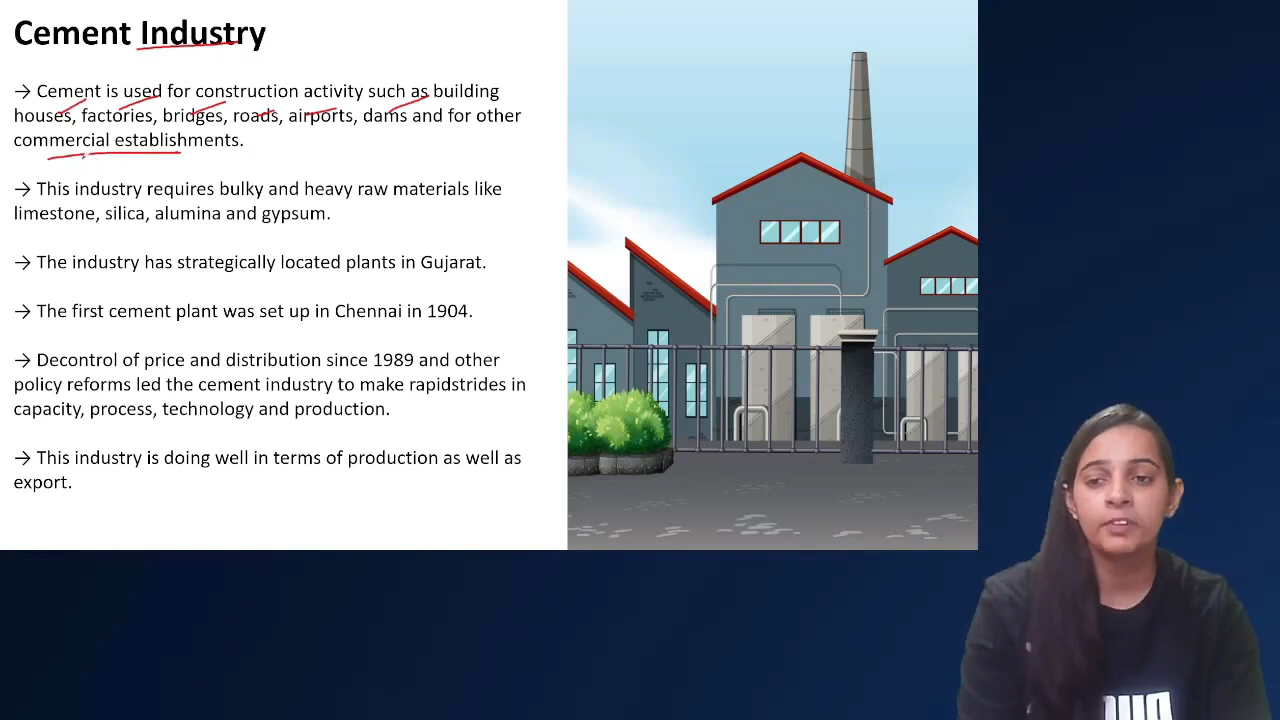 Cement Industry
→ Cement is used for construction activity such as building
houses, factories, bridges, roads, airports, dams and for other
commercial establishments.
→ This industry requires bulky and heavy raw materials like
limestone, silica, alumina and gypsum.
→ The industry has strategically located plants in Gujarat.
→ The first cement plant was set up in Chennai in 1904.
→ Decontrol of price and distribution since 1989 and other
policy reforms led the cement industry to make rapidstrides in
capacity, process, technology and production.
→ This industry is doing well in terms of production as well as
export.